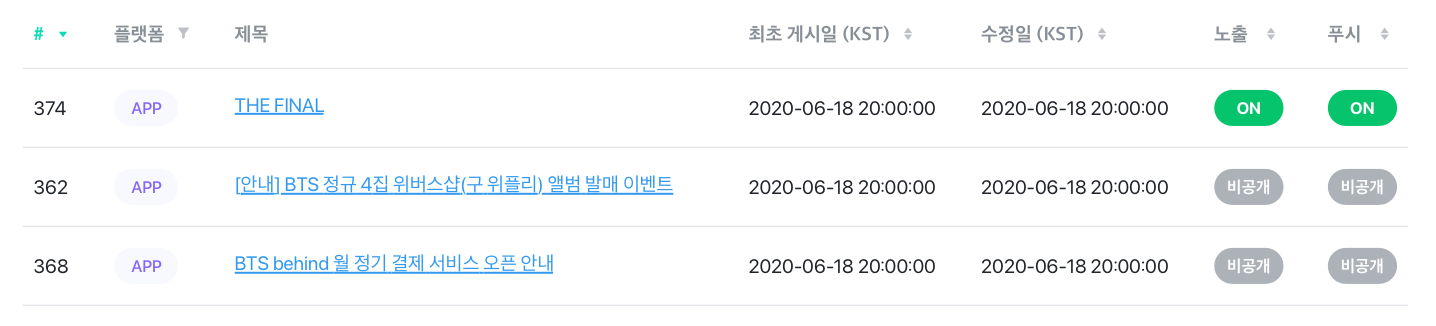 # 플랫폼 제목 최초 게시일 (KST) 수정일 (KST) 노출 푸시
374 APP THE FINAL 2020-06-18 20:00:00 2020-06-18 20:00:00 ON ON
362 APP [안내] BTS 정규 4집 위버스샵(구 위플리) 앨범 발매 이벤트 2020-06-18 20:00:00 2020-06-18 20:00:00 비공개 비공개
368 APP BTS behind 월 정기 결제 서비스 오픈 안내 2020-06-18 20:00:00 2020-06-18 20:00:00 비공개 비공개